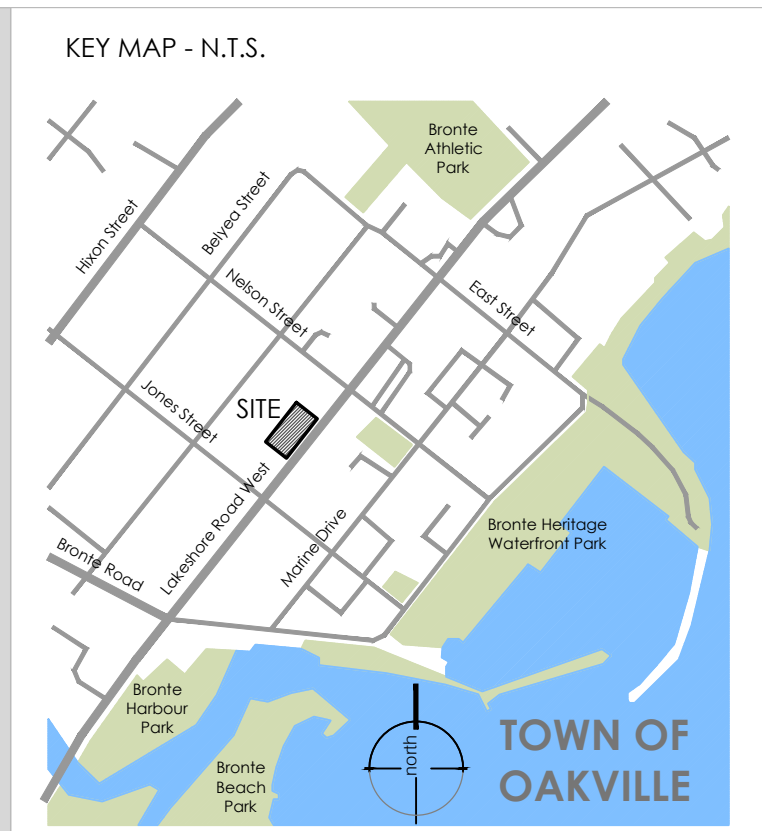 KEY MAP - N.T.S.
Bronte
Athletic
Park
Hixon Street
Belyea Street
Nelson Street
East Street
Jones Street
SITE
Lakeshore Road West
Marine Drive
Bronte Heritage
Waterfront Park
Bronte Road
Bronte
Harbour
Park
Bronte
Beach
Park
north
TOWN OF
OAKVILLE